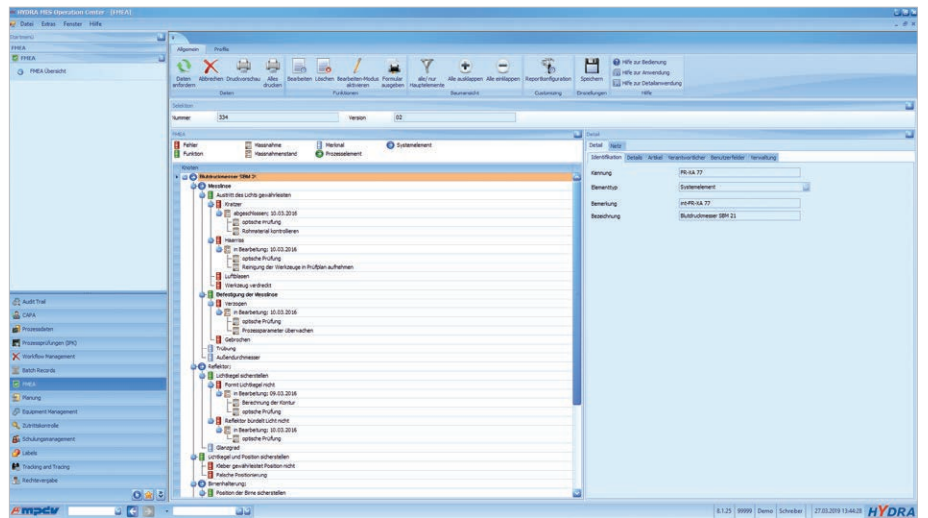 HYDRA MES Operation Center - [FMEA]
Datei Extras Fenster Hilfe
FMEA
FMEA
FMEA Übersicht
Audit Trail
CAPA
Prozessdaten
Prozessprüfungen (IPK)
Workflow Management
Batch Records
FMEA
Planung
Equipment Management
Zutrittskontrolle
Schulungsmanagement
Labels
Tracking and Tracing
Rechtevergabe
Allgemein Profile
Daten anfordern Abbrechen Druckvorschau Alles drucken
Bearbeiten Löschen Bearbeiten-Modus aktivieren Formular ausgeben
alle/nur Hauptelemente Alle ausklappen Alle einklappen
Reportkonfiguration Speichern
Hilfe zur Bedienung
Hilfe zur Anwendung
Hilfe zur Detailanwendung
Daten Funktionen Baumansicht Customizing Einstellungen Hilfe
Selektion
Nummer 334 Version 02
FMEA
Fehler Massnahme Merkmal Systemelement
Funktion Massnahmenstand Prozesselement
Knoten
Blutdruckmesser SBM 21
Messlinse
Austritt des Lichts gewährleisten
Kratzer
abgeschlossen; 10.03.2016
optische Prüfung
Rohmaterial kontrollieren
Haarriss
in Bearbeitung; 10.03.2016
optische Prüfung
Reinigung der Werkzeuge in Prüfplan aufnehmen
Luftblasen
Werkzeug verdreckt
Befestigung der Messlinse
Verzogen
in Bearbeitung; 10.03.2016
optische Prüfung
Prozessparameter überwachen
Gebrochen
Trübung
Außendurchmesser
Reflektor;
Lichtkegel sicherstellen
Formt Lichtkegel nicht
in Bearbeitung; 09.03.2016
Berechnung der Kontur
optische Prüfung
Reflektor bündelt Licht nicht
in Bearbeitung; 10.03.2016
optische Prüfung
Glanzgrad
Lichtkegel und Position sicherstellen
Kleber gewährleistet Position nicht
Falsche Positionierung
Birnenhalterung;
Position der Birne sicherstellen
Detail
Detail
Identifikation Details Artikel Verantwortlicher Benutzerfelder Verwaltung
Kennung PR-XA 77
Elementtyp Systemelement
Bemerkung int-PR-XA 77
Bezeichnung Blutdruckmesser SBM 21
mpdv
8.1.25 99999 Demo Schreiber 27.03.2019 13:44:28 HYDRA